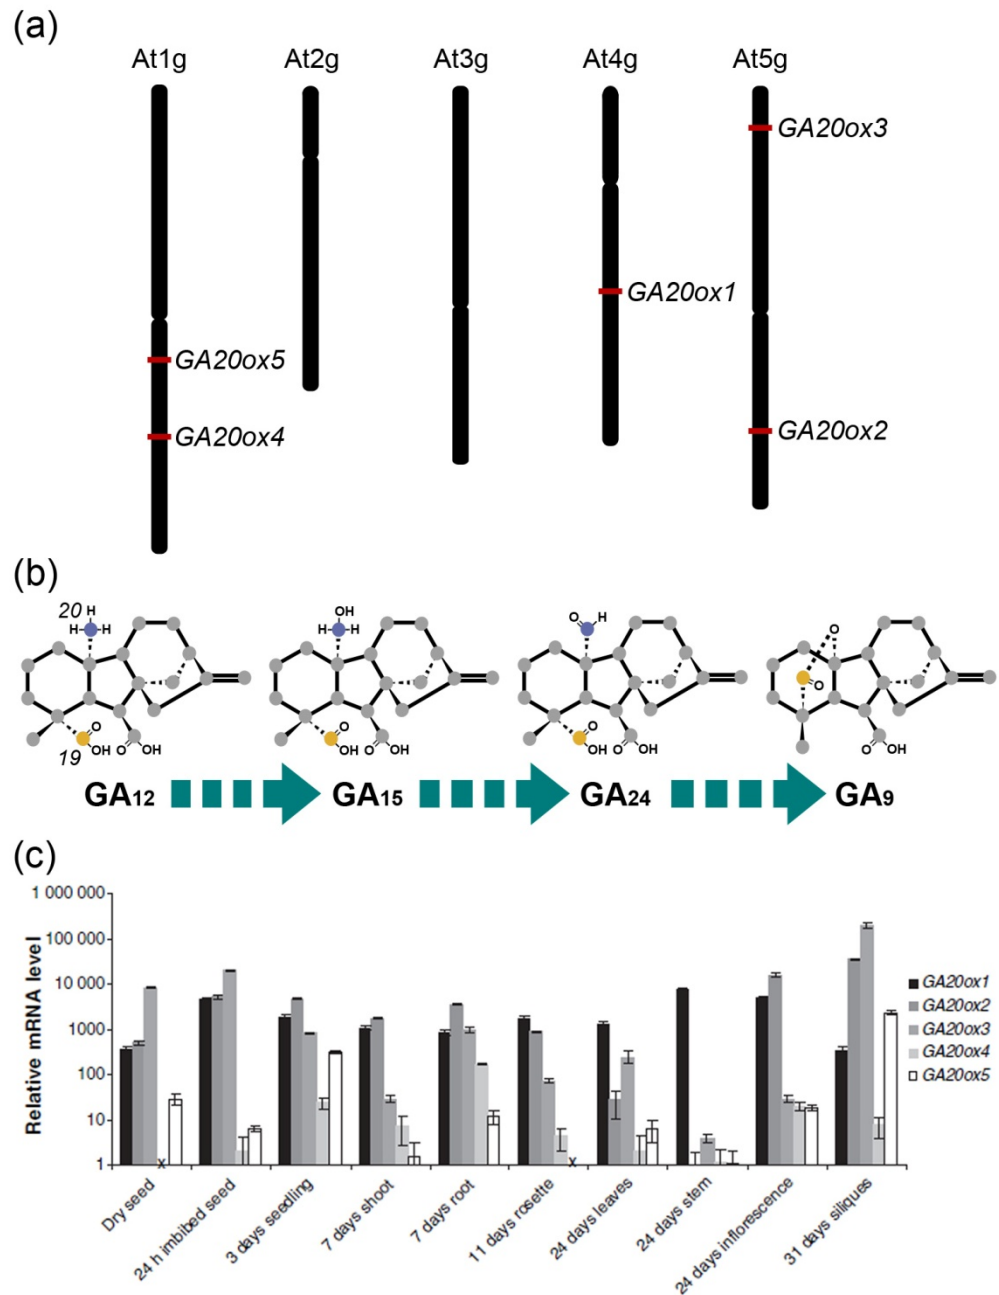 (a)
At1g At2g At3g At4g At5g
GA20ox3
GA20ox1
GA20ox5
GA20ox4
GA20ox2
(b)
20 H
H H
OH
H H
O H
O
O
19 O
OH
O OH
O
OH
O OH
O
OH
O OH
O OH
GA12 GA15 GA24 GA9
(c)
Relative mRNA level
1 000 000
100 000
10 000
1000
100
10
1
x
x
Dry seed
24 h imbibed seed
3 days seedling
7 days shoot
7 days root
11 days rosette
24 days leaves
24 days stem
24 days inflorescence
31 days siliques
GA20ox1
GA20ox2
GA20ox3
GA20ox4
GA20ox5